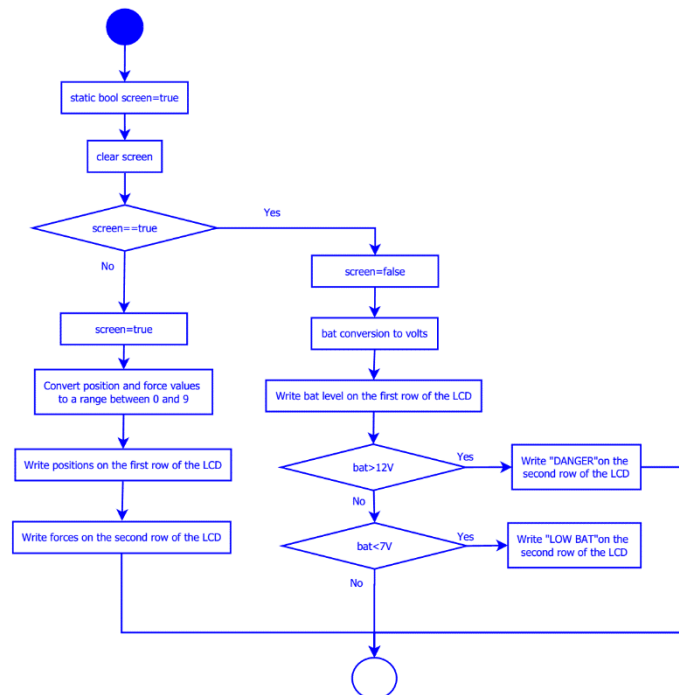 static bool screen=true
clear screen
screen==true
Yes
No
screen=false
screen=true
bat conversion to volts
Convert position and force values
to a range between 0 and 9
Write bat level on the first row of the LCD
Write positions on the first row of the LCD
bat>12V
Yes
Write "DANGER"on the
second row of the LCD
No
Write forces on the second row of the LCD
bat<7V
Yes
Write "LOW BAT"on the
second row of the LCD
No